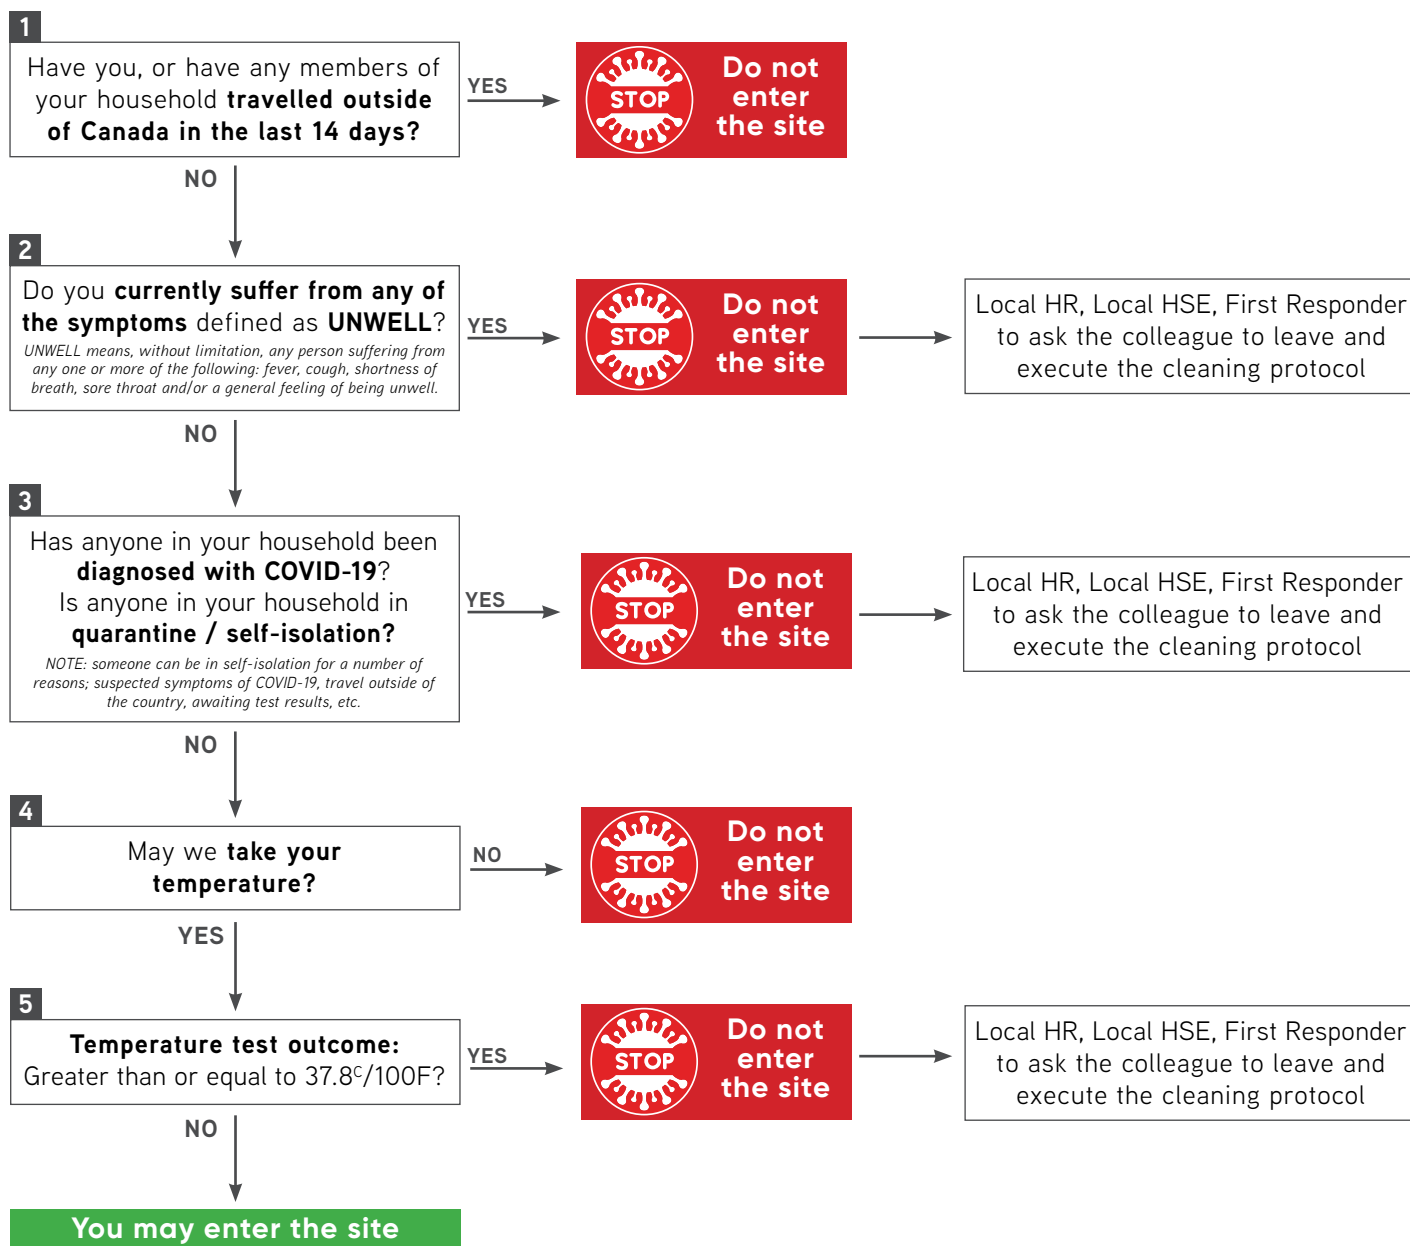 1
Have you, or have any members of
your household travelled outside
of Canada in the last 14 days?
YES
STOP
Do not
enter
the site
NO
2
Do you currently suffer from any of
the symptoms defined as UNWELL?
UNWELL means, without limitation, any person suffering from
any one or more of the following: fever, cough, shortness of
breath, sore throat and/or a general feeling of being unwell.
YES
STOP
Do not
enter
the site
Local HR, Local HSE, First Responder
to ask the colleague to leave and
execute the cleaning protocol
NO
3
Has anyone in your household been
diagnosed with COVID-19?
Is anyone in your household in
quarantine / self-isolation?
NOTE: someone can be in self-isolation for a number of
reasons; suspected symptoms of COVID-19, travel outside of
the country, awaiting test results, etc.
YES
STOP
Do not
enter
the site
Local HR, Local HSE, First Responder
to ask the colleague to leave and
execute the cleaning protocol
NO
4
May we take your
temperature?
NO
STOP
Do not
enter
the site
YES
5
Temperature test outcome:
Greater than or equal to 37.8ᶜ/100F?
YES
STOP
Do not
enter
the site
Local HR, Local HSE, First Responder
to ask the colleague to leave and
execute the cleaning protocol
NO
You may enter the site